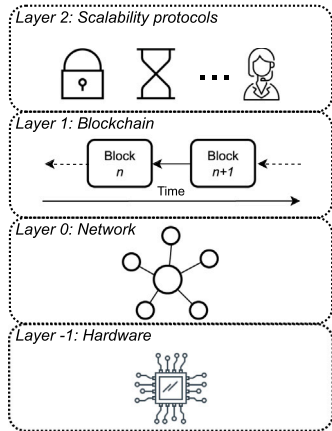 Layer 2: Scalability protocols
Layer 1: Blockchain
Block Block
n n+1
Time
Layer 0: Network
Layer -1: Hardware